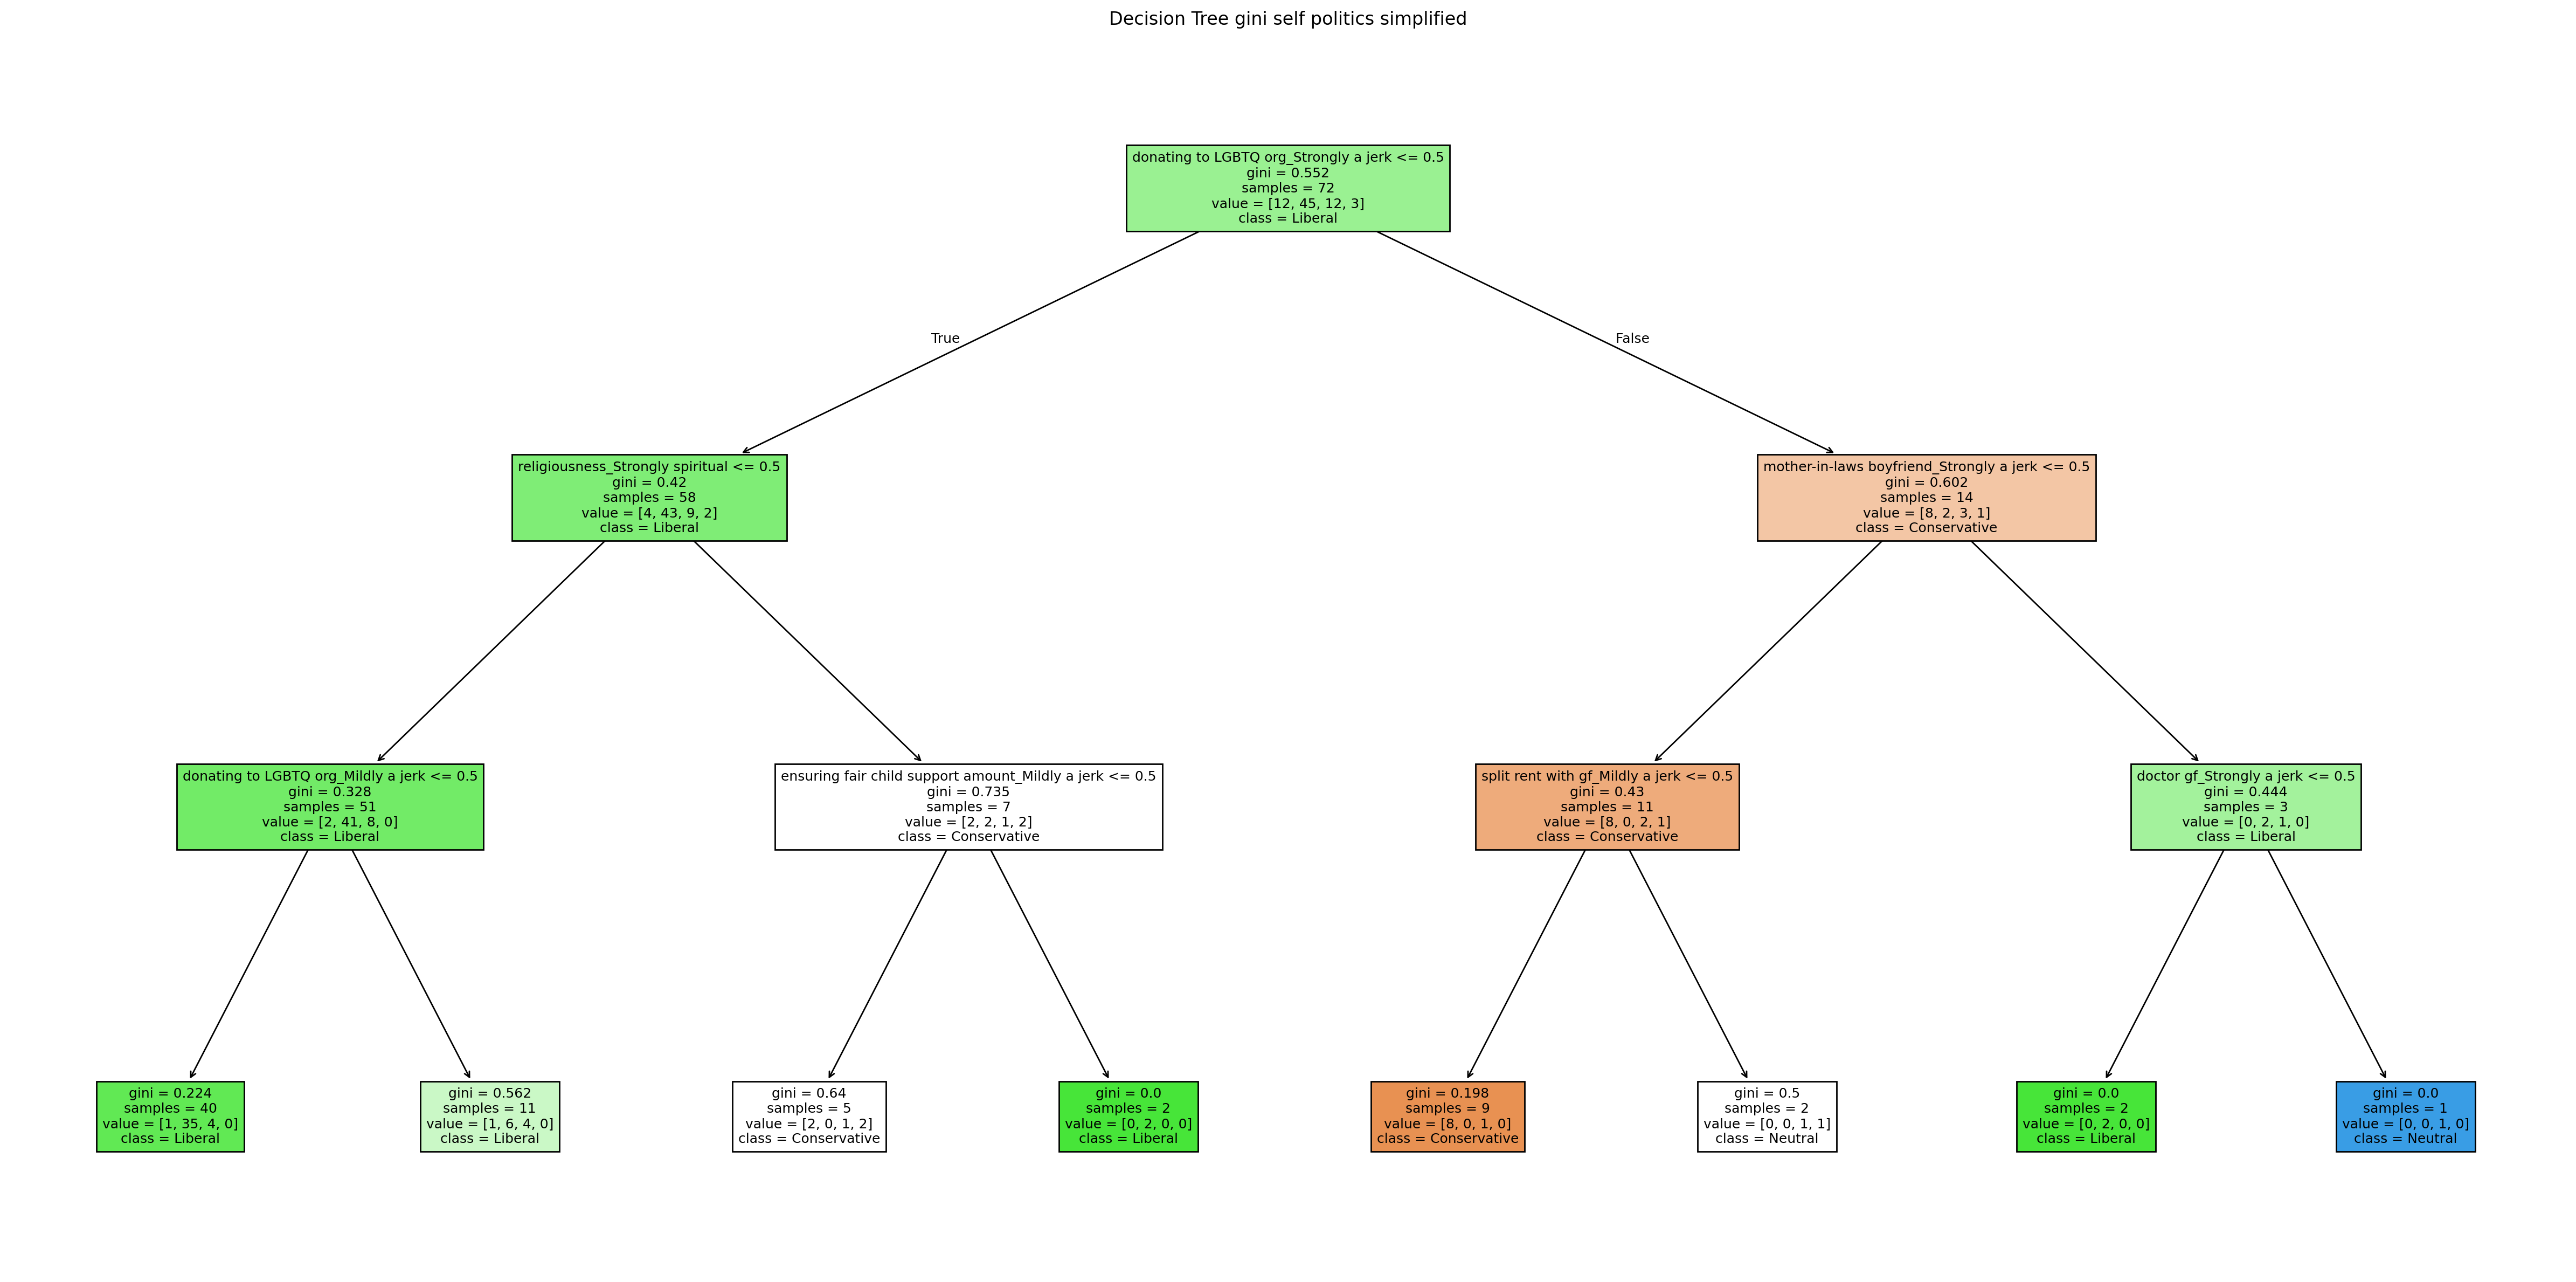 Decision Tree gini self politics simplified
donating to LGBTQ org_Strongly a jerk <= 0.5
gini = 0.552
samples = 72
value = [12, 45, 12, 3]
class = Liberal
True
False
religiousness_Strongly spiritual <= 0.5
gini = 0.42
samples = 58
value = [4, 43, 9, 2]
class = Liberal
mother-in-laws boyfriend_Strongly a jerk <= 0.5
gini = 0.602
samples = 14
value = [8, 2, 3, 1]
class = Conservative
donating to LGBTQ org_Mildly a jerk <= 0.5
gini = 0.328
samples = 51
value = [2, 41, 8, 0]
class = Liberal
ensuring fair child support amount_Mildly a jerk <= 0.5
gini = 0.735
samples = 7
value = [2, 2, 1, 2]
class = Conservative
split rent with gf_Mildly a jerk <= 0.5
gini = 0.43
samples = 11
value = [8, 0, 2, 1]
class = Conservative
doctor gf_Strongly a jerk <= 0.5
gini = 0.444
samples = 3
value = [0, 2, 1, 0]
class = Liberal
gini = 0.224
samples = 40
value = [1, 35, 4, 0]
class = Liberal
gini = 0.562
samples = 11
value = [1, 6, 4, 0]
class = Liberal
gini = 0.64
samples = 5
value = [2, 0, 1, 2]
class = Conservative
gini = 0.0
samples = 2
value = [0, 2, 0, 0]
class = Liberal
gini = 0.198
samples = 9
value = [8, 0, 1, 0]
class = Conservative
gini = 0.5
samples = 2
value = [0, 0, 1, 1]
class = Neutral
gini = 0.0
samples = 2
value = [0, 2, 0, 0]
class = Liberal
gini = 0.0
samples = 1
value = [0, 0, 1, 0]
class = Neutral